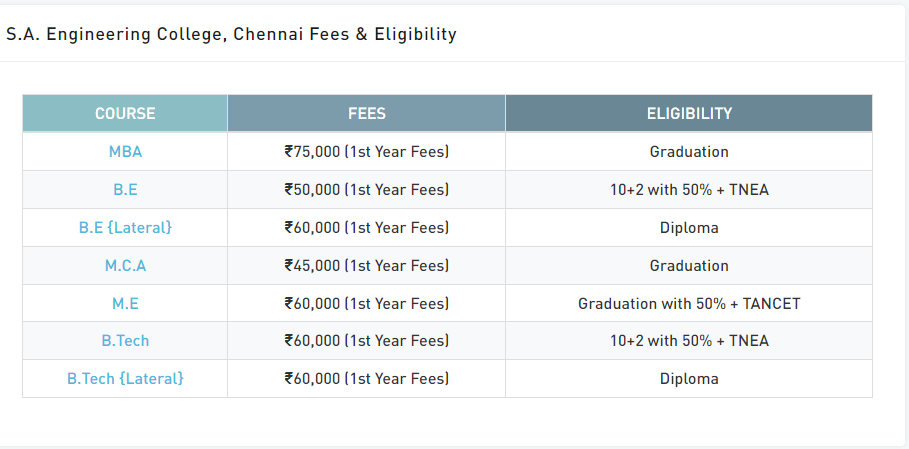 S.A. Engineering College, Chennai Fees & Eligibility
COURSE FEES ELIGIBILITY
MBA ₹75,000 (1st Year Fees) Graduation
B.E ₹50,000 (1st Year Fees) 10+2 with 50% + TNEA
B.E {Lateral} ₹60,000 (1st Year Fees) Diploma
M.C.A ₹45,000 (1st Year Fees) Graduation
M.E ₹60,000 (1st Year Fees) Graduation with 50% + TANCET
B.Tech ₹60,000 (1st Year Fees) 10+2 with 50% + TNEA
B.Tech {Lateral} ₹60,000 (1st Year Fees) Diploma